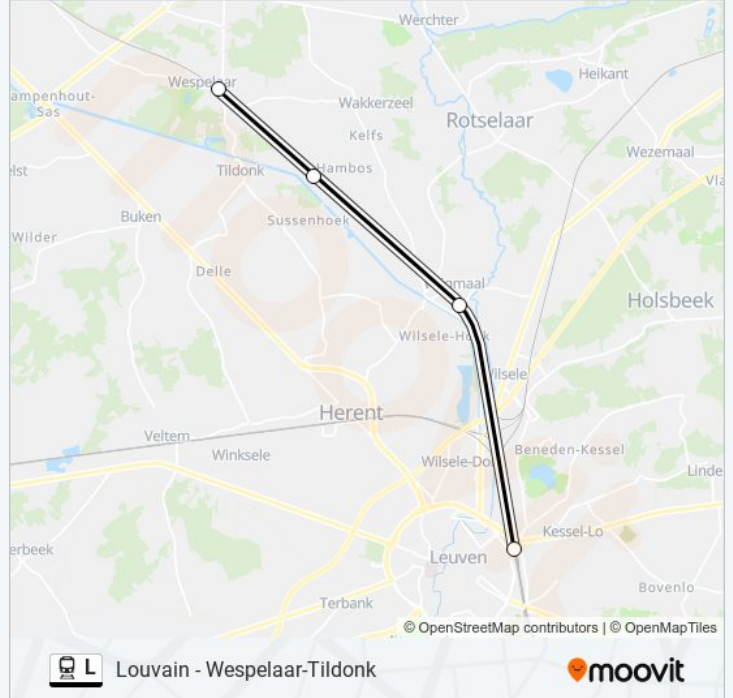 Werchter
Wespelaar
Heikant
ampenhout-
Sas
Wakkerzeel
Rotselaar
Kelfs
Wezemaal
elst
Tildonk
Hambos
Vla
Buken
Sussenhoek
Wilder
Delle
Holsbeek
Wilsele
Herent
Veltem
Beneden-Kessel
Winksele
Linde
Kessel-Lo
erbeek
Leuven
Bovenlo
Terbank
© OpenStreetMap contributors | © OpenMapTiles
L Louvain - Wespelaar-Tildonk
moovit